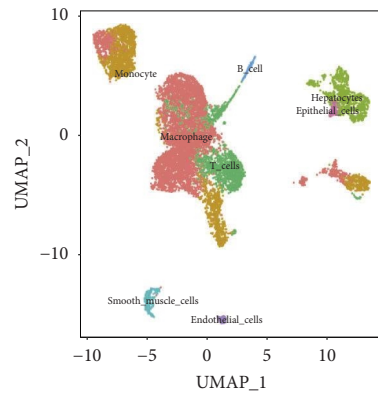 10
B_cell
Monocyte
Hepatocytes
Epithelial_cells
Macrophage
0
T_cells
UMAP_2
−10
Smooth_muscle_cells
Endothelial_cells
−10
−5
0
5
10
UMAP_1